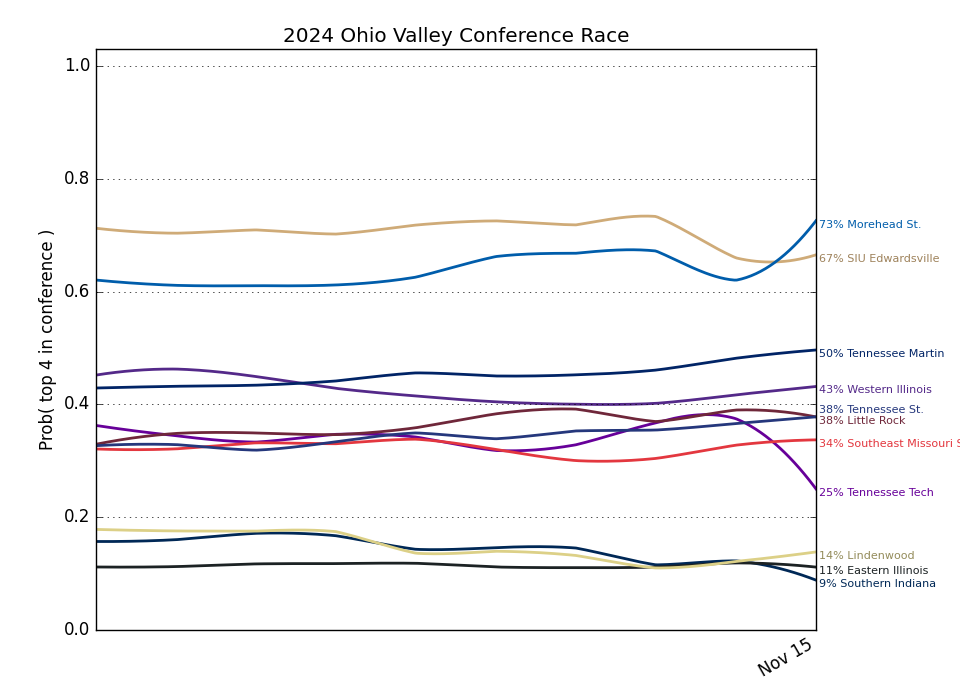 2024 Ohio Valley Conference Race
1.0
0.8
0.6
0.4
0.2
0.0
Prob( top 4 in conference )
Nov 15
73% Morehead St.
67% SIU Edwardsville
50% Tennessee Martin
43% Western Illinois
38% Tennessee St.
38% Little Rock
34% Southeast Missouri S
25% Tennessee Tech
14% Lindenwood
11% Eastern Illinois
9% Southern Indiana